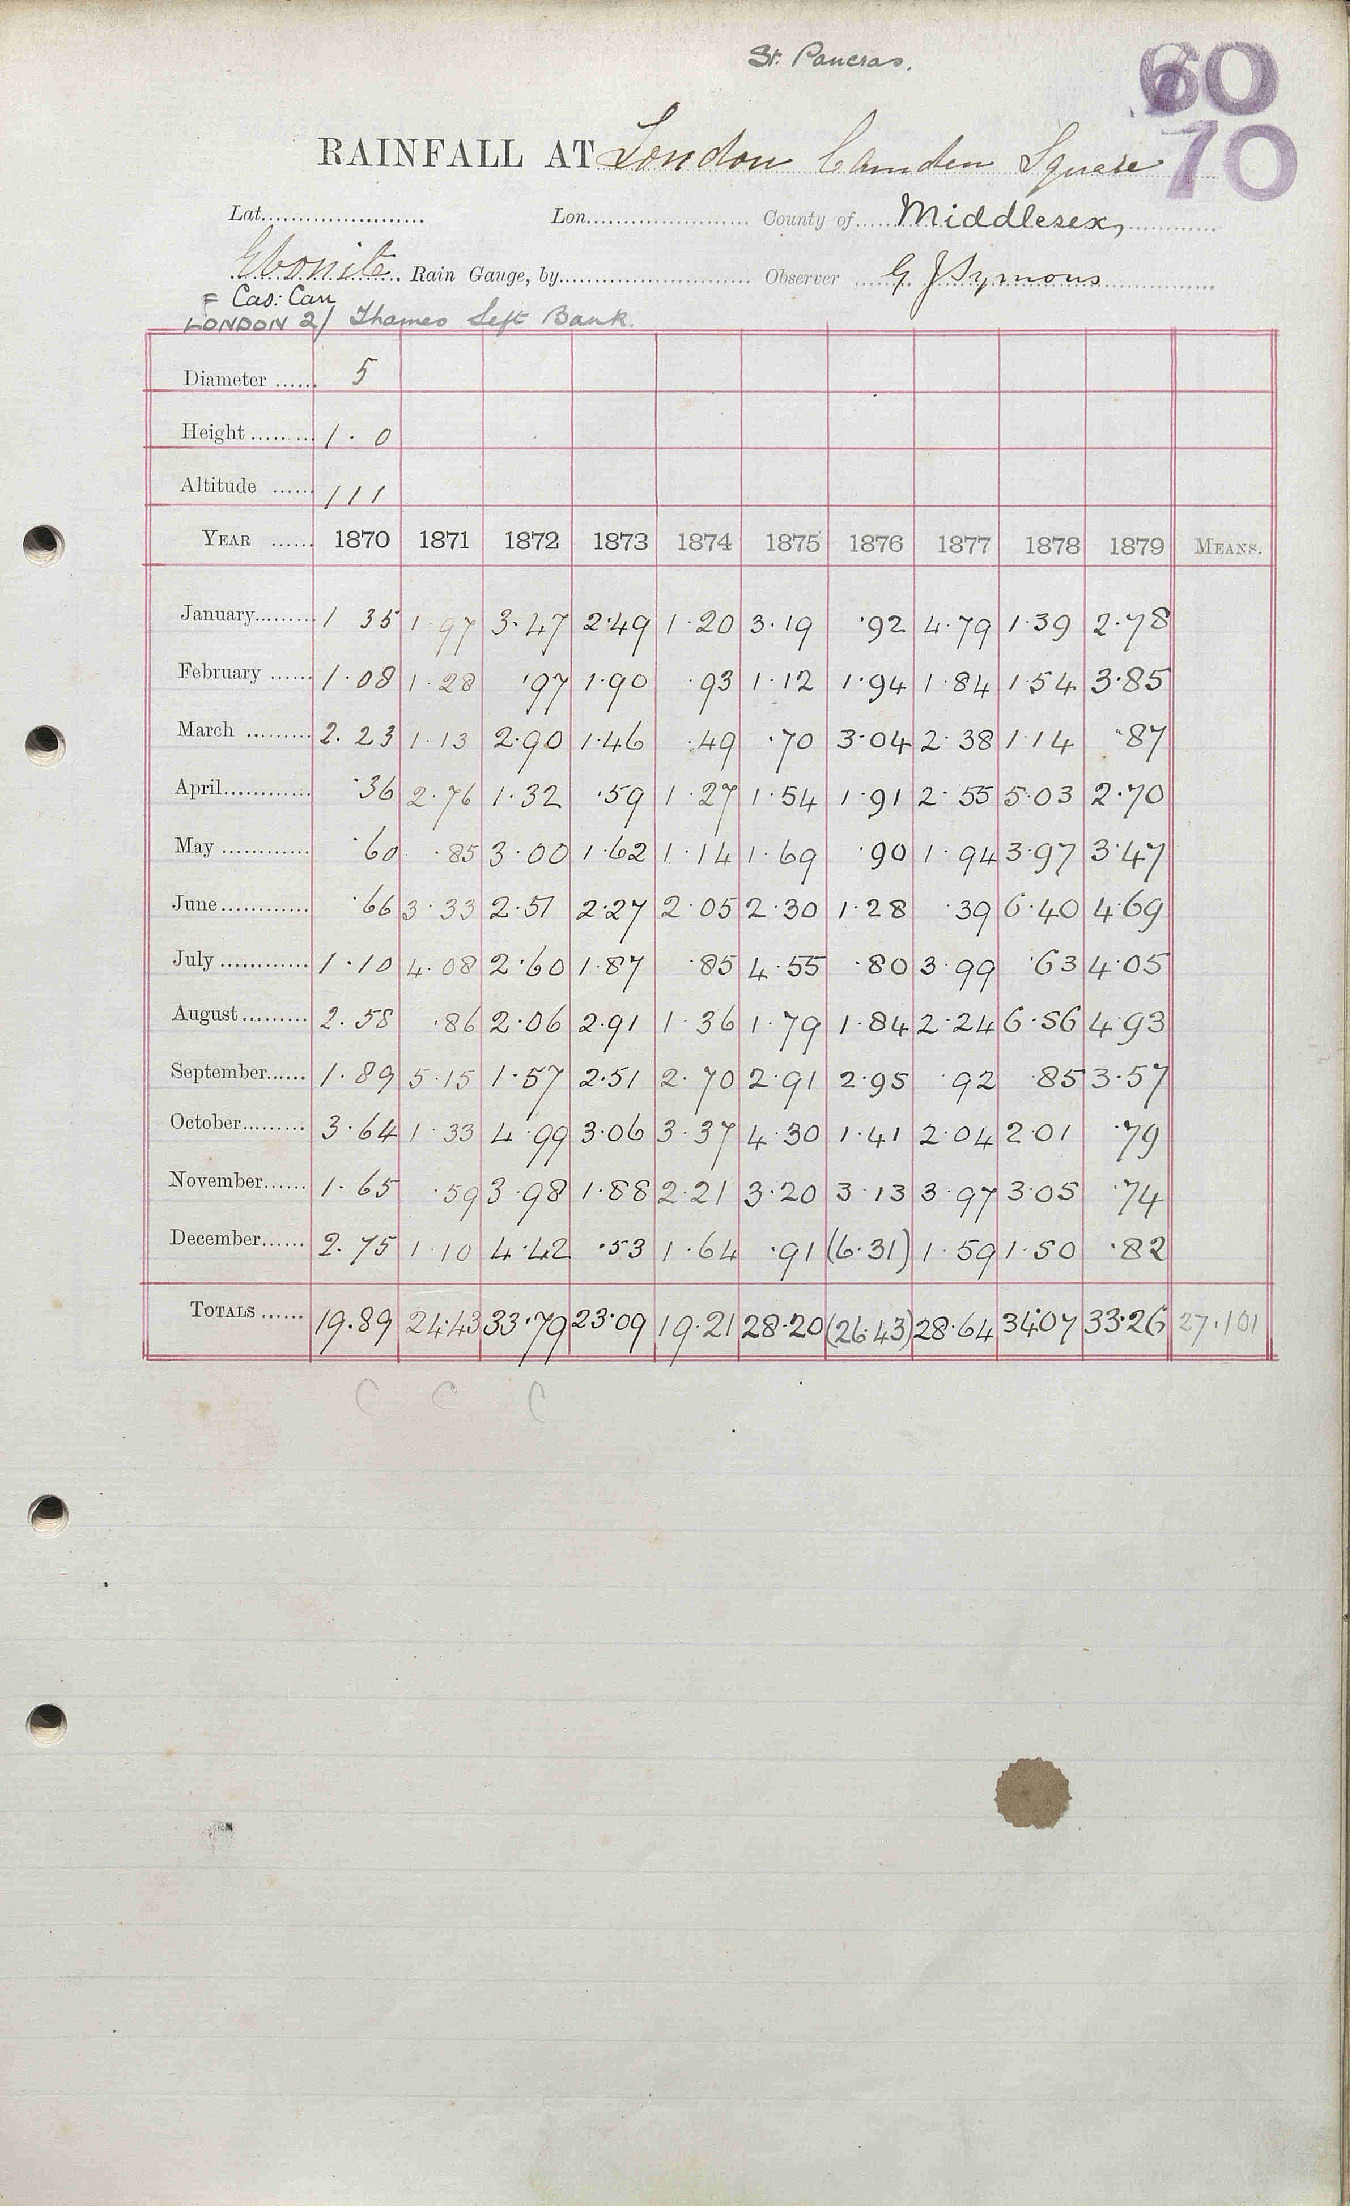 St. Pancras.
60
70
RAINFALL AT London Camden Square
Lat. Lon. County of Middlesex,
Ebonite Rain Gauge, by Observer G J Symons
= Cas: Can
LONDON 2/ Thames Left Bank.
Diameter 5
Height 1.0
Altitude 111
YEAR 1870 1871 1872 1873 1874 1875 1876 1877 1878 1879 MEANS.
January 1 35 1.97 3.47 2.49 1.20 3.19 .92 4.79 1.39 2.78
February 1.08 1.28 .97 1.90 .93 1.12 1.94 1.84 1.54 3.85
March 2.23 1.13 2.90 1.46 .49 .70 3.04 2.38 1.14 .87
April .36 2.76 1.32 .59 1.27 1.54 1.91 2.55 5.03 2.70
May .60 .85 3.00 1.62 1.14 1.69 .90 1.94 3.97 3.47
June .66 3.33 2.51 2.27 2.05 2.30 1.28 .39 6.40 4.69
July 1.10 4.08 2.60 1.87 .85 4.55 .80 3.99 .63 4.05
August 2.58 .86 2.06 2.91 1.36 1.79 1.84 2.24 6.56 4.93
September 1.89 5.15 1.57 2.51 2.70 2.91 2.95 .92 .85 3.57
October 3.64 1.33 4.99 3.06 3.37 4.30 1.41 2.04 2.01 .79
November 1.65 .59 3.98 1.88 2.21 3.20 3.13 3.97 3.05 .74
December 2.75 1.10 4.42 .53 1.64 .91 (6.31) 1.59 1.50 .82
TOTALS 19.89 24.43 33.79 23.09 19.21 28.20 (26.43) 28.64 34.07 33.26 27.101
C C C